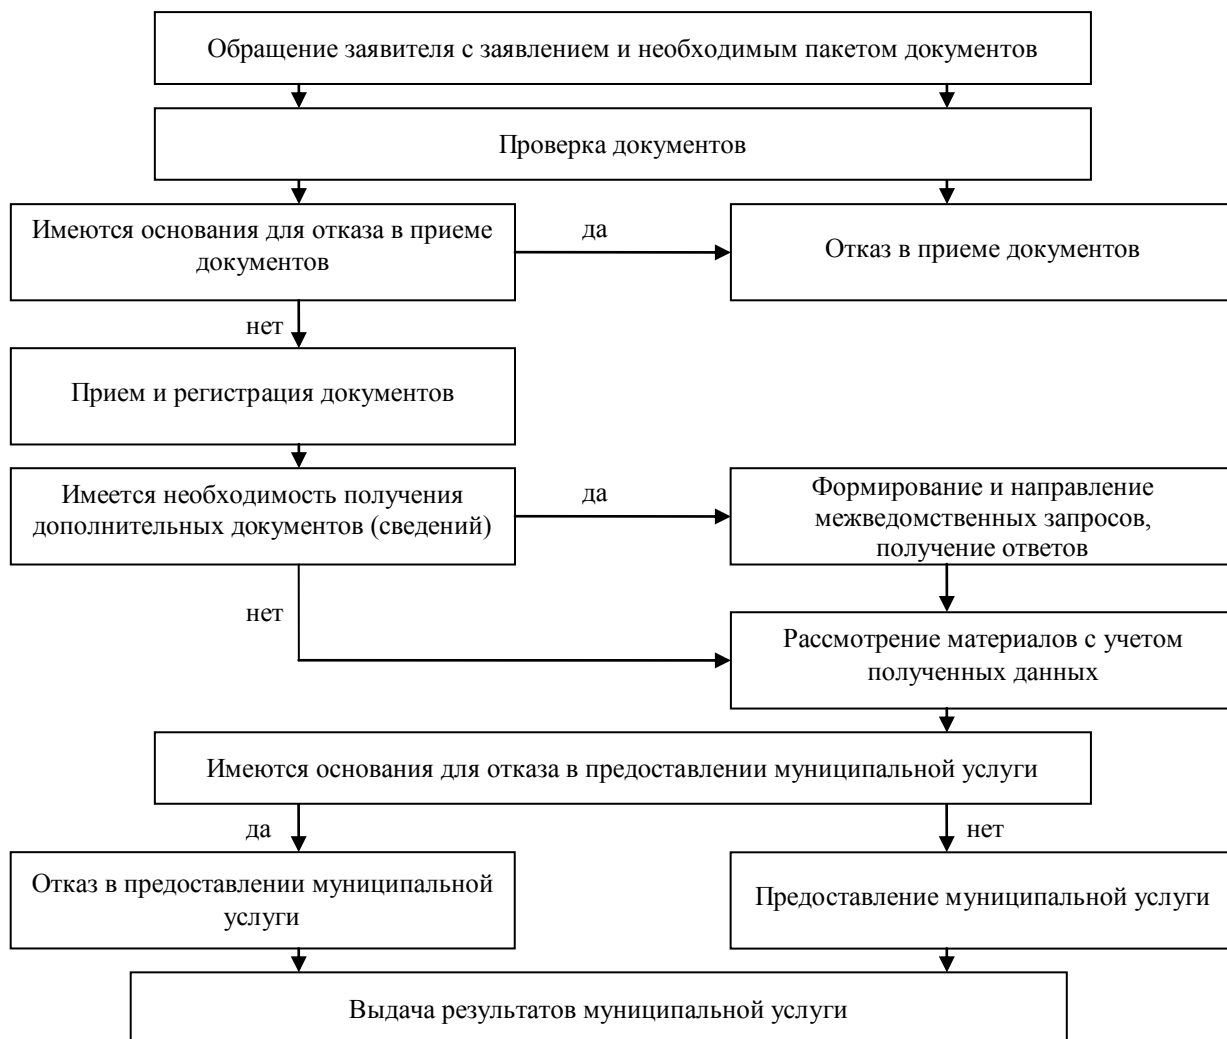 Обращение заявителя с заявлением и необходимым пакетом документов
Проверка документов
Имеются основания для отказа в приеме
документов
да
Отказ в приеме документов
нет
Прием и регистрация документов
Имеется необходимость получения
дополнительных документов (сведений)
да
Формирование и направление
межведомственных запросов,
получение ответов
нет
Рассмотрение материалов с учетом
полученных данных
Имеются основания для отказа в предоставлении муниципальной услуги
да
нет
Отказ в предоставлении муниципальной
услуги
Предоставление муниципальной услуги
Выдача результатов муниципальной услуги